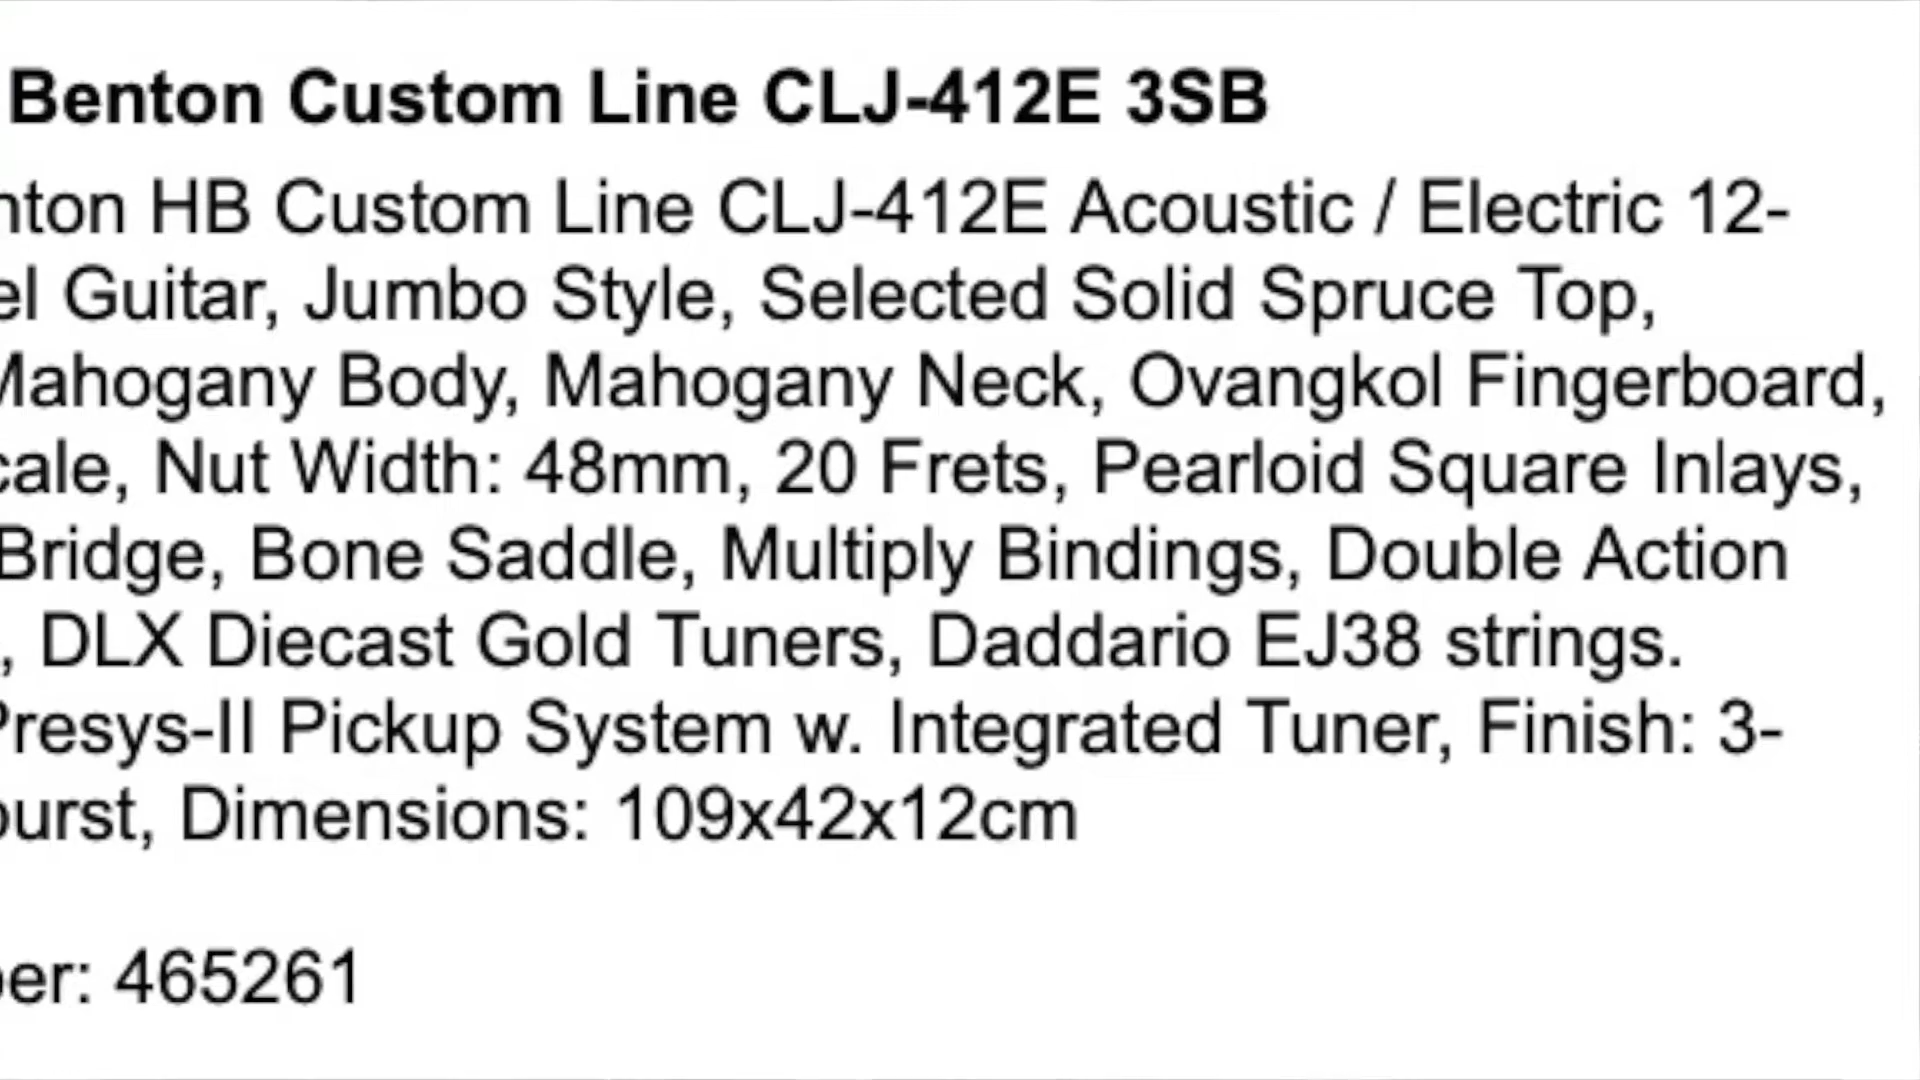 Benton Custom Line CLJ-412E 3SB
nton HB Custom Line CLJ-412E Acoustic / Electric 12-
el Guitar, Jumbo Style, Selected Solid Spruce Top,
Mahogany Body, Mahogany Neck, Ovangkol Fingerboard,
cale, Nut Width: 48mm, 20 Frets, Pearloid Square Inlays,
Bridge, Bone Saddle, Multiply Bindings, Double Action
, DLX Diecast Gold Tuners, Daddario EJ38 strings.
Presys-II Pickup System w. Integrated Tuner, Finish: 3-
burst, Dimensions: 109x42x12cm
ber: 465261